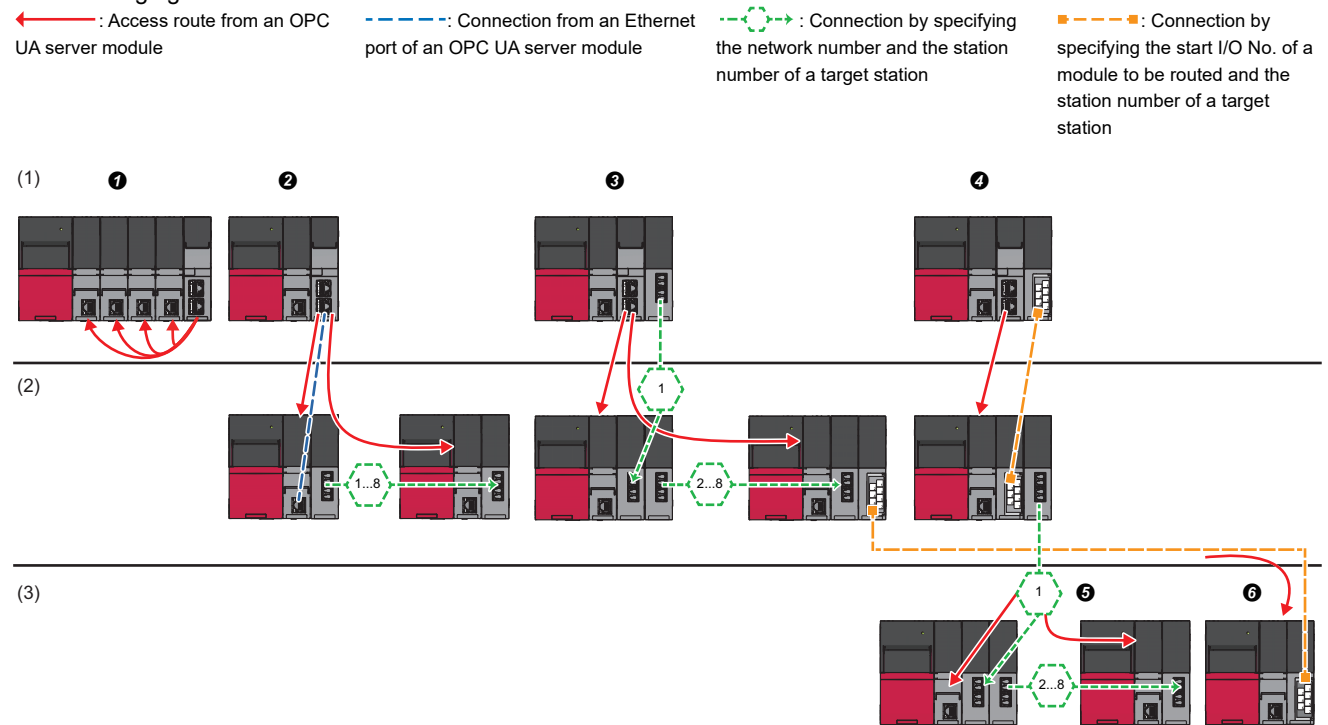 : Access route from an OPC
UA server module
: Connection from an Ethernet
port of an OPC UA server module
: Connection by specifying
the network number and the station
number of a target station
: Connection by
specifying the start I/O No. of a
module to be routed and the
station number of a target
station
(1)
❶
❷
❸
❹
(2)
1
1...8
2...8
(3)
1
❺
❻
2...8